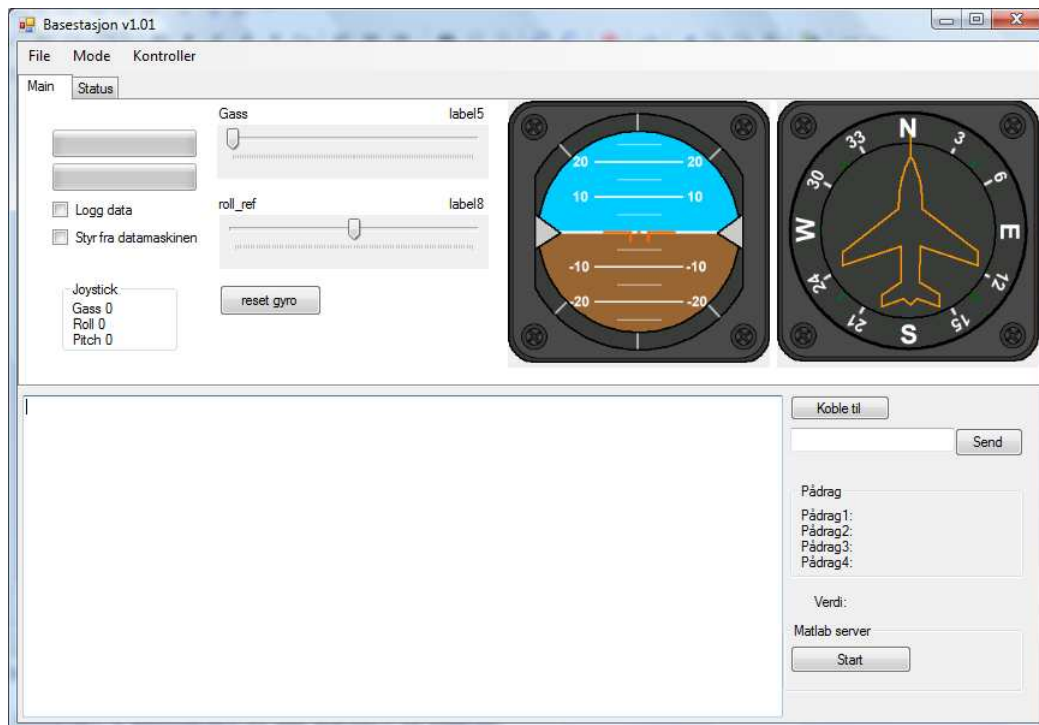 Basestasjon v1.01
File Mode Kontroller
Main Status
Gass label5
Logg data
Styr fra datamaskinen
roll_ref label8
Joystick
Gass 0
Roll 0
Pitch 0
reset gyro
20 20
10 10
-10 -10
-20 -20
N
3
6
E
12
15
S
21
24
W
30
33
Koble til
Send
Pådrag
Pådrag1:
Pådrag2:
Pådrag3:
Pådrag4:
Verdi:
Matlab server
Start